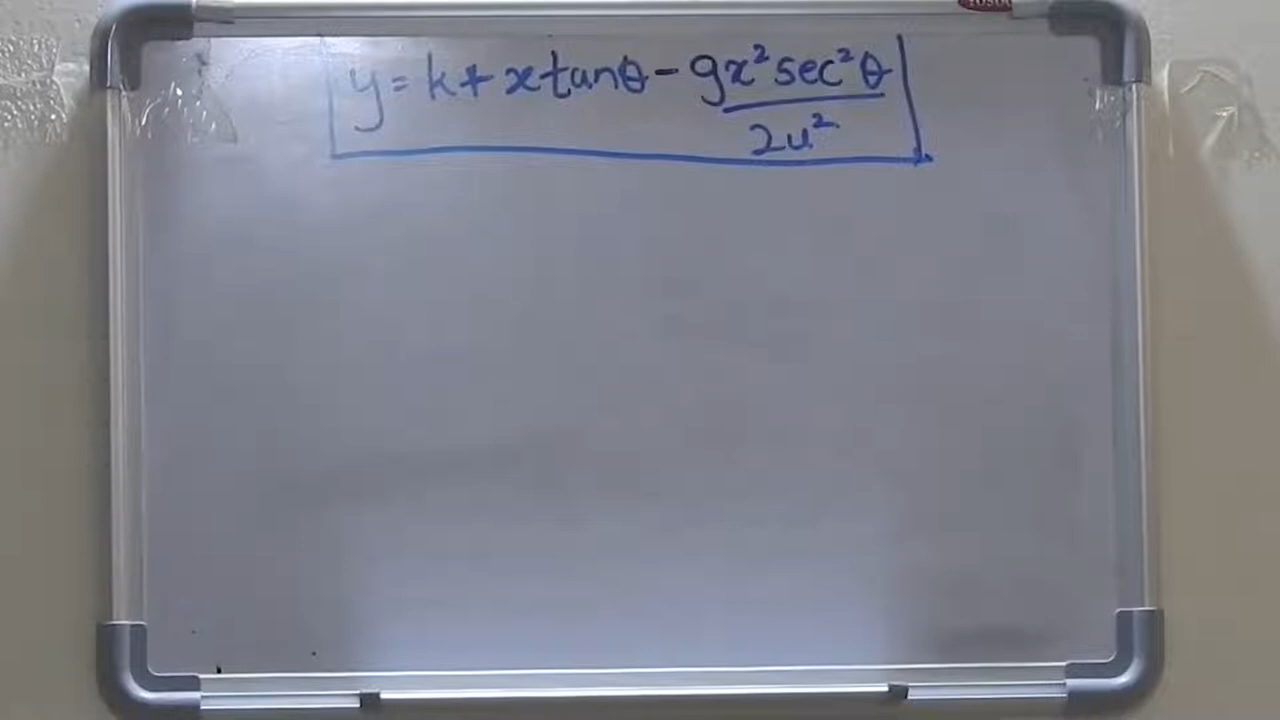 y = k + x tanθ - gx² sec²θ
2u²